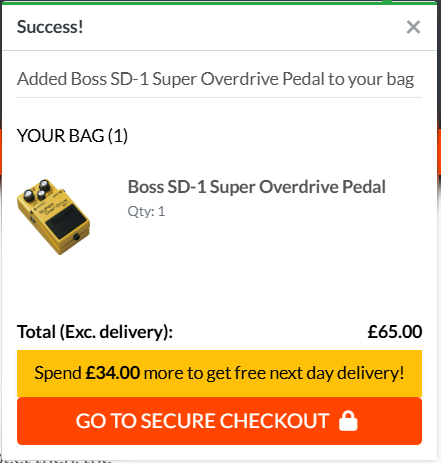 Success!
Added Boss SD-1 Super Overdrive Pedal to your bag
YOUR BAG (1)
Boss SD-1 Super Overdrive Pedal
Qty: 1
Total (Exc. delivery): £65.00
Spend £34.00 more to get free next day delivery!
GO TO SECURE CHECKOUT